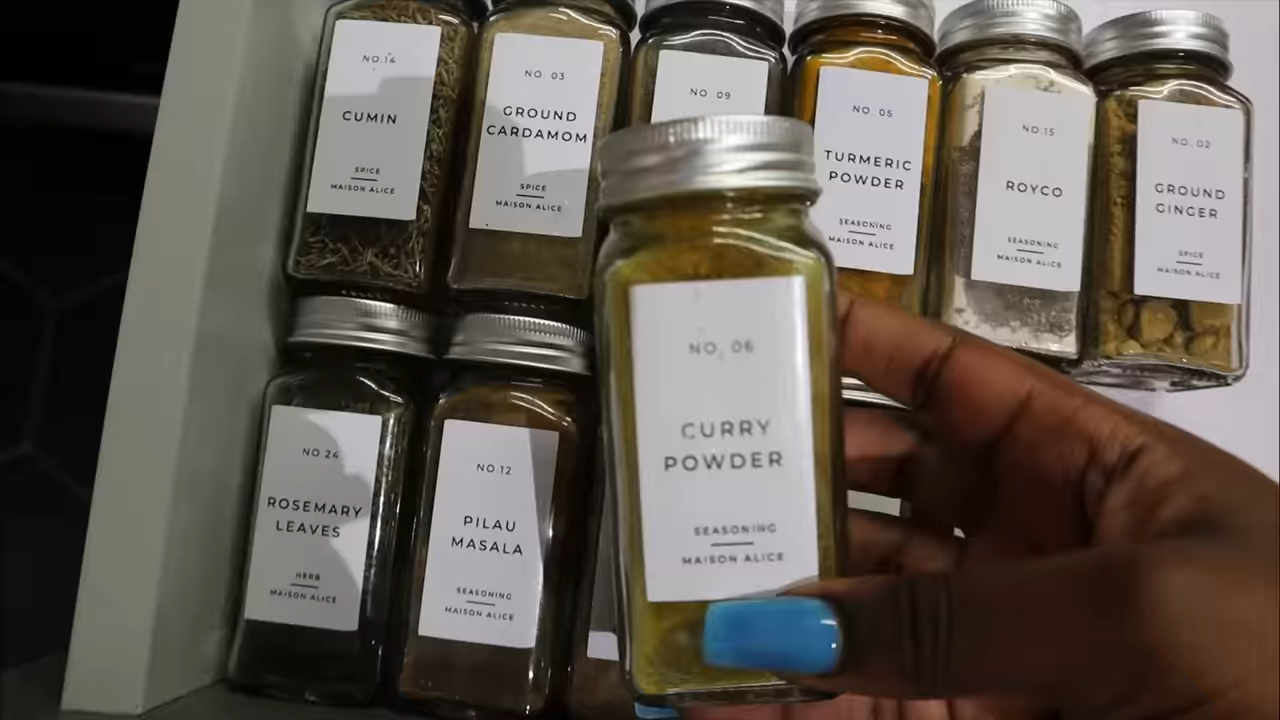 NO.14
CUMIN
SPICE
MAISON ALICE
NO. 03
GROUND
CARDAMOM
SPICE
MAISON ALICE
NO. 09
NO. 05
TURMERIC
POWDER
SEASONING
MAISON ALICE
NO.15
ROYCO
SEASONING
MAISON ALICE
NO. 02
GROUND
GINGER
SPICE
MAISON ALICE
NO.24
ROSEMARY
LEAVES
HERB
MAISON ALICE
NO.12
PILAU
MASALA
SEASONING
MAISON ALICE
NO. 06
CURRY
POWDER
SEASONING
MAISON ALICE